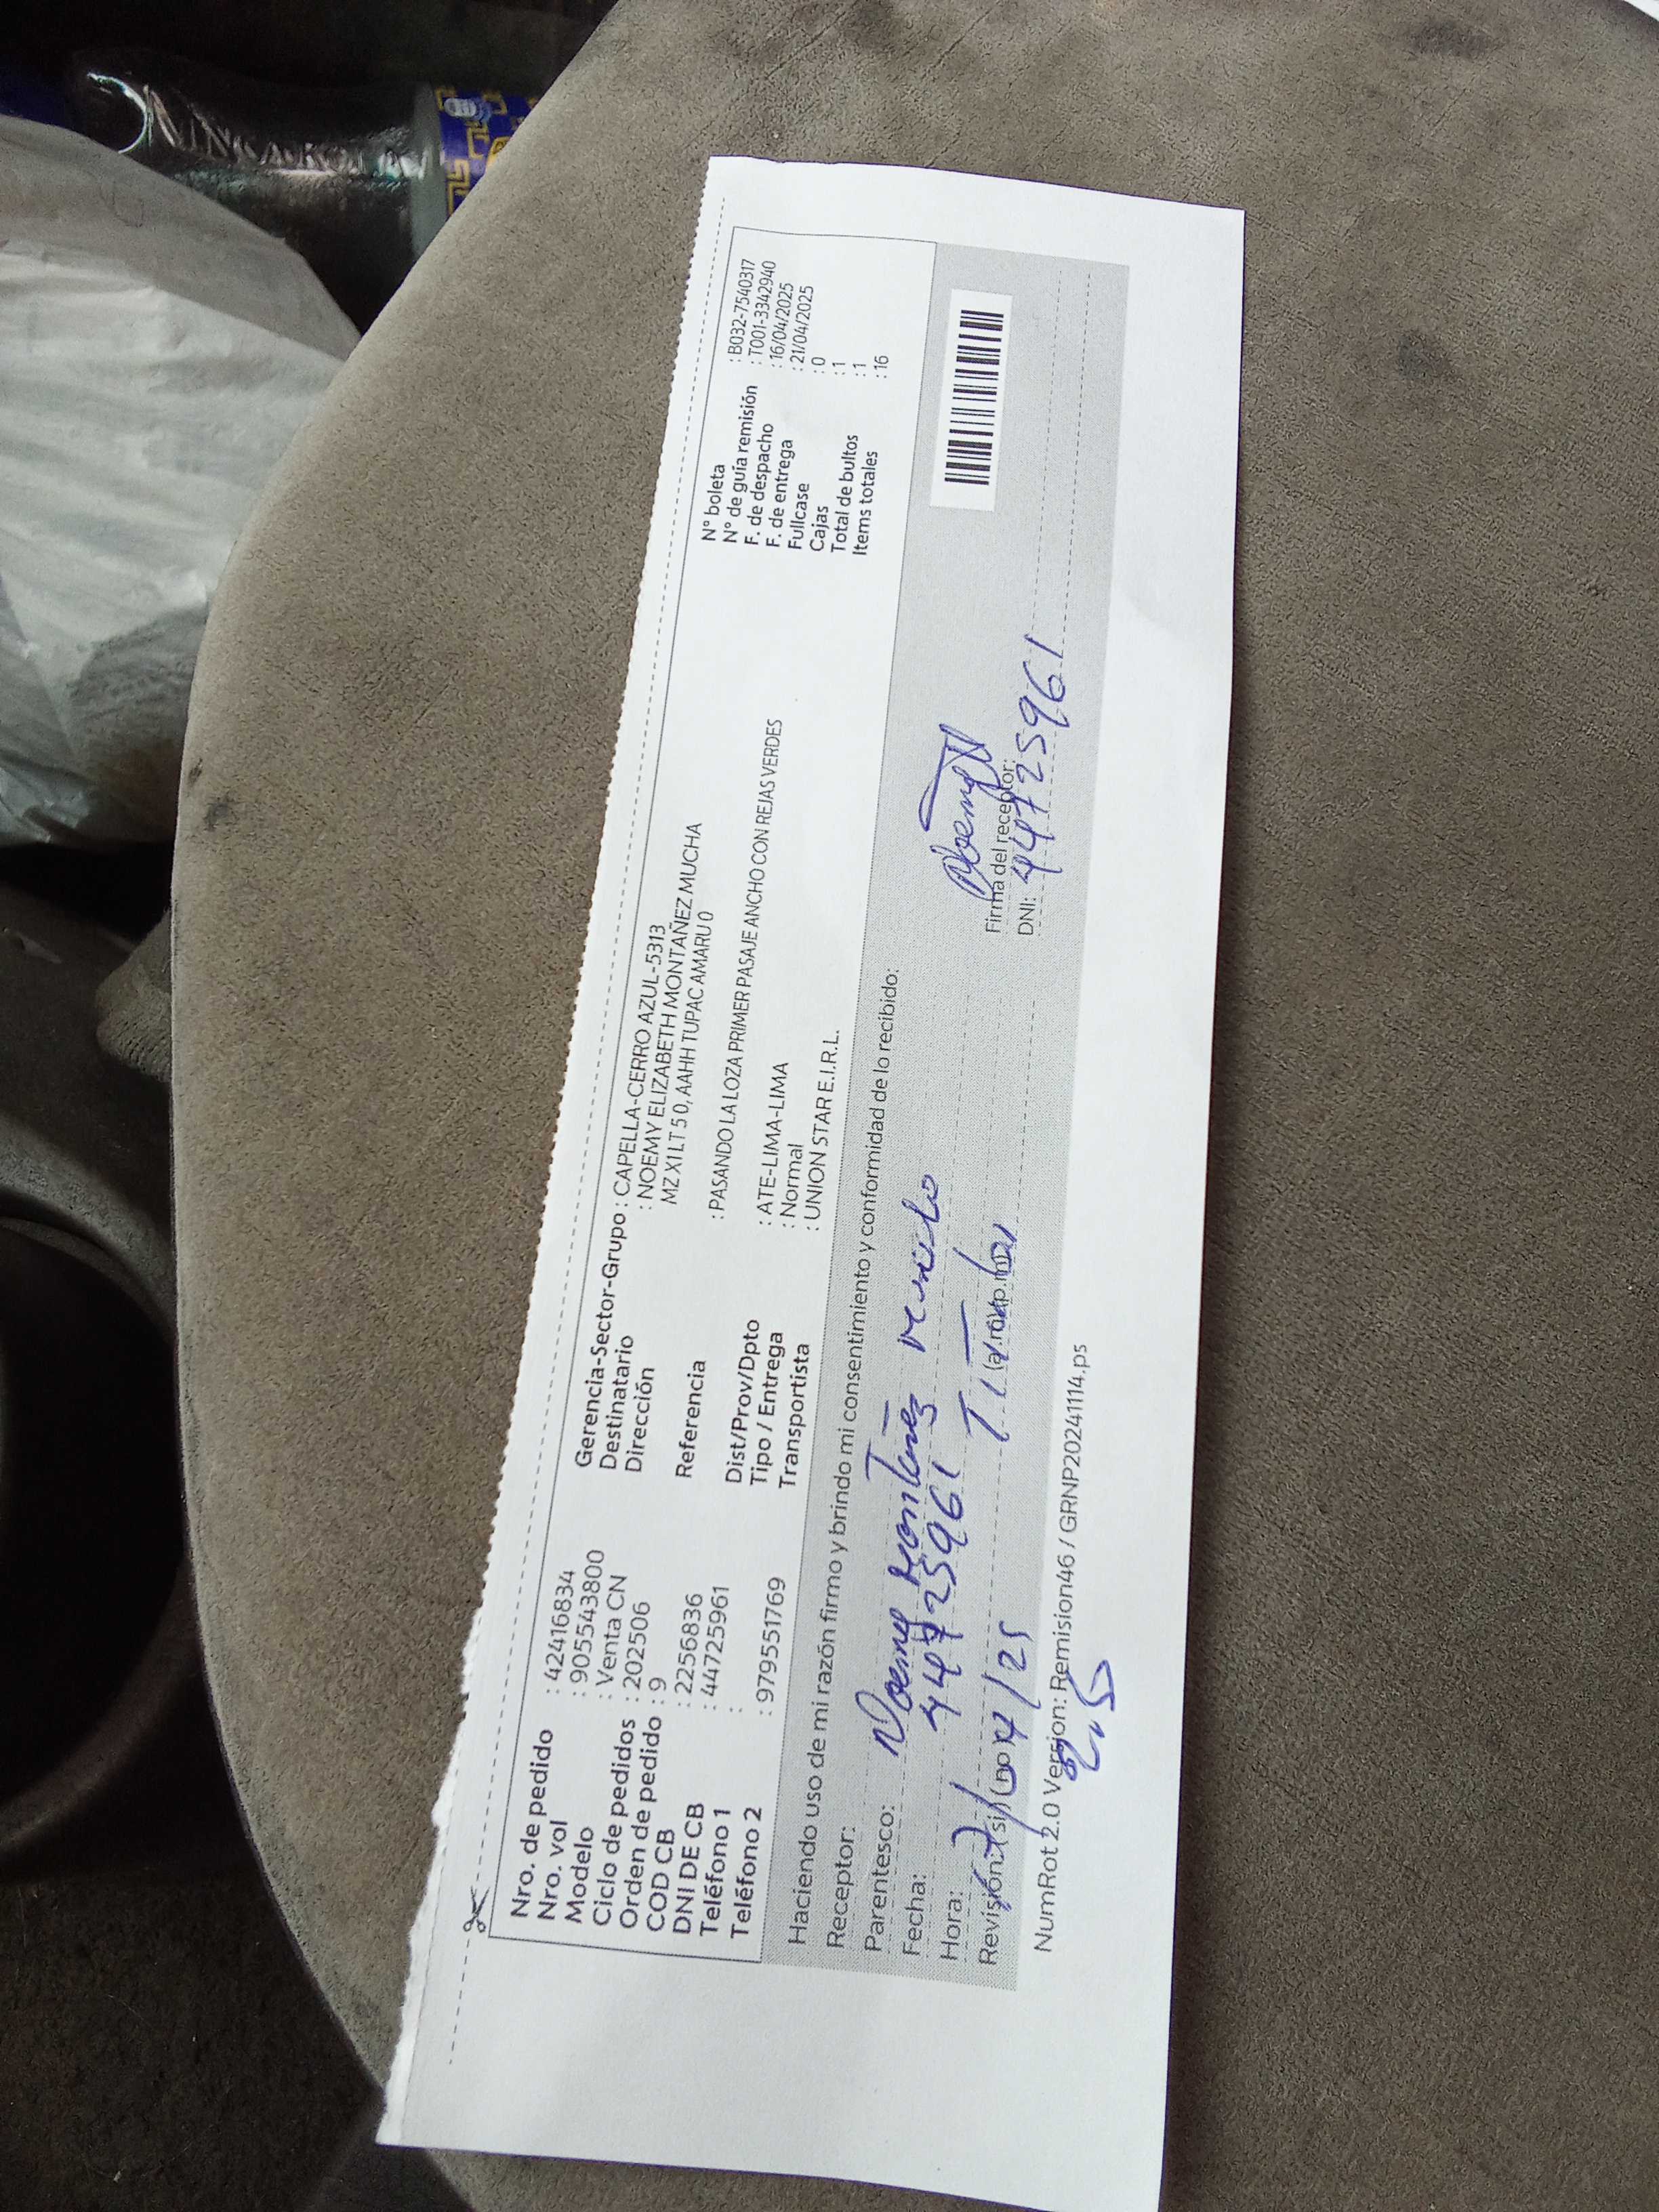 Nro. de pedido : 42416834
Nro. vol : 9055543800
Modelo : Venta CN
Ciclo de pedidos : 202506
Orden de pedido : 9
COD CB : 2256836
DNI DE CB : 44725961
Teléfono 1 :
Teléfono 2 : 979551769
Gerencia-Sector-Grupo : CAPELLA-CERRO AZUL-5313
Destinatario : NOEMY ELIZABETH MONTAÑEZ MUCHA
Dirección MZ X1 LT 5 0, AAHH TUPAC AMARU 0
Referencia : PASANDO LA LOZA PRIMER PASAJE ANCHO CON REJAS VERDES
Dist/Prov/Dpto : ATE-LIMA-LIMA
Tipo / Entrega : Normal
Transportista : UNION STAR E.I.R.L.
N° boleta : B032-7540317
N° de guía remisión : T001-3342940
F. de despacho : 16/04/2025
F. de entrega : 21/04/2025
Fullcase : 0
Cajas : 1
Total de bultos : 1
Items totales : 16
Haciendo uso de mi razón firmo y brindo mi consentimiento y conformidad de lo recibido:
Receptor: Noemy Montañez
Parentesco: 44725961
Fecha:
Hora:
Firma del receptor:
DNI: 44725961
NumRot 2.0 Version: Remision46 / GRNP20241114.ps